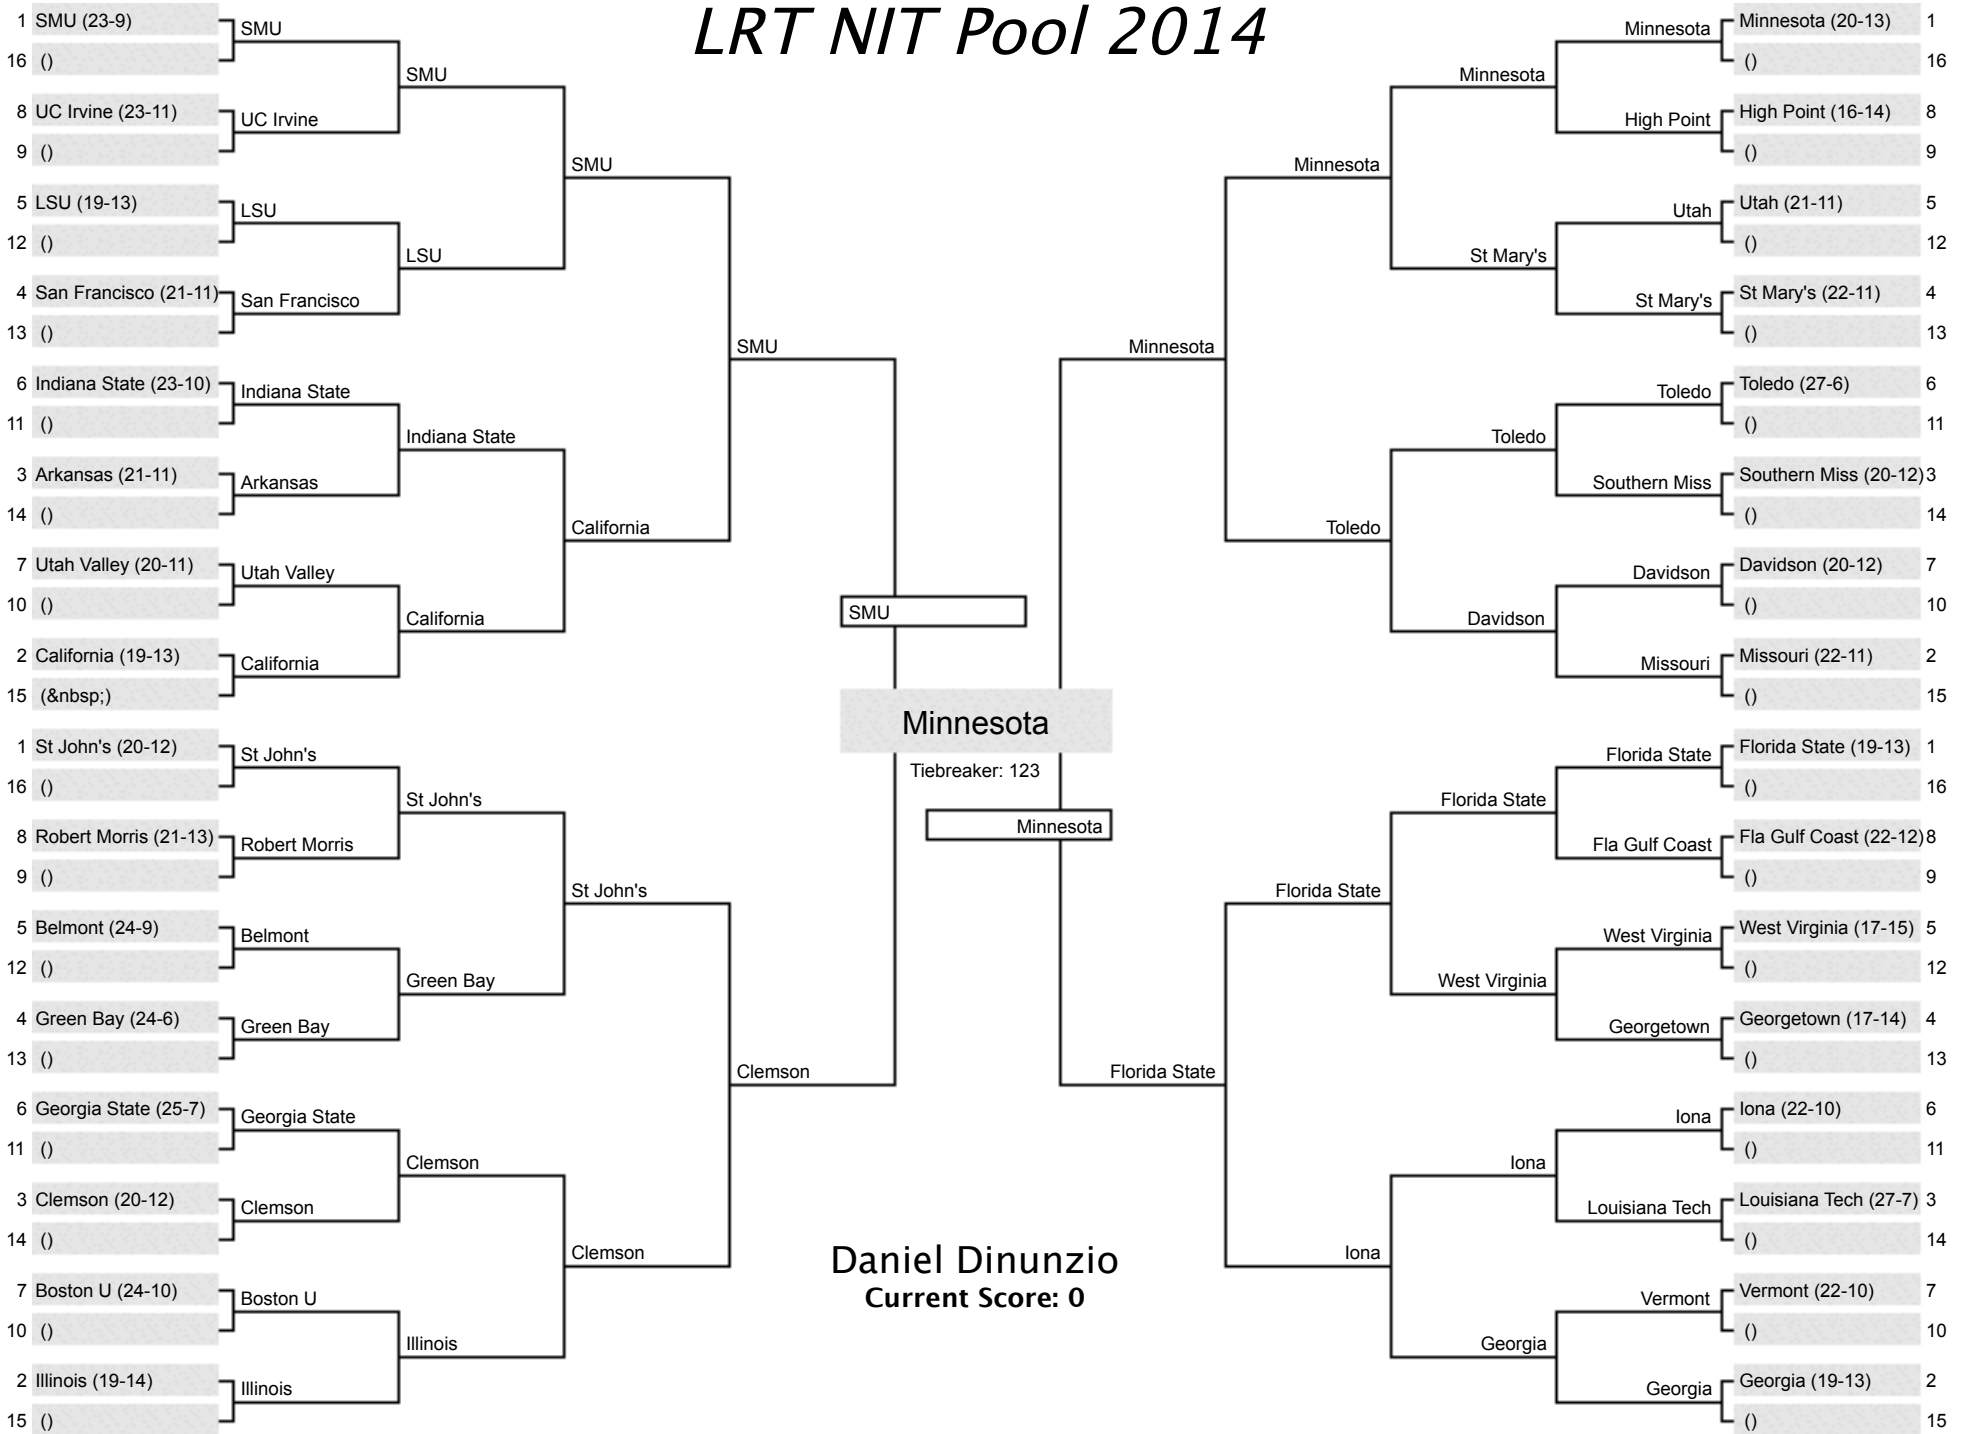 LRT NIT Pool 2014
1 SMU (23-9)
16 ()
8 UC Irvine (23-11)
9 ()
5 LSU (19-13)
12 ()
4 San Francisco (21-11)
13 ()
6 Indiana State (23-10)
11 ()
3 Arkansas (21-11)
14 ()
7 Utah Valley (20-11)
10 ()
2 California (19-13)
15 (&nbsp;)
1 St John's (20-12)
16 ()
8 Robert Morris (21-13)
9 ()
5 Belmont (24-9)
12 ()
4 Green Bay (24-6)
13 ()
6 Georgia State (25-7)
11 ()
3 Clemson (20-12)
14 ()
7 Boston U (24-10)
10 ()
2 Illinois (19-14)
15 ()
SMU
UC Irvine
LSU
San Francisco
Indiana State
Arkansas
Utah Valley
California
St John's
Robert Morris
Belmont
Green Bay
Georgia State
Clemson
Boston U
Illinois
SMU
LSU
Indiana State
California
St John's
Green Bay
Clemson
Illinois
SMU
California
St John's
Clemson
SMU
Clemson
SMU
Minnesota
Tiebreaker: 123
Minnesota
Daniel Dinunzio
Current Score: 0
Minnesota
Florida State
Minnesota
Toledo
Florida State
Iona
Minnesota
St Mary's
Toledo
Davidson
Florida State
West Virginia
Iona
Georgia
Minnesota
High Point
Utah
St Mary's
Toledo
Southern Miss
Davidson
Missouri
Florida State
Fla Gulf Coast
West Virginia
Georgetown
Iona
Louisiana Tech
Vermont
Georgia
Minnesota (20-13) 1
() 16
High Point (16-14) 8
() 9
Utah (21-11) 5
() 12
St Mary's (22-11) 4
() 13
Toledo (27-6) 6
() 11
Southern Miss (20-12) 3
() 14
Davidson (20-12) 7
() 10
Missouri (22-11) 2
() 15
Florida State (19-13) 1
() 16
Fla Gulf Coast (22-12) 8
() 9
West Virginia (17-15) 5
() 12
Georgetown (17-14) 4
() 13
Iona (22-10) 6
() 11
Louisiana Tech (27-7) 3
() 14
Vermont (22-10) 7
() 10
Georgia (19-13) 2
() 15